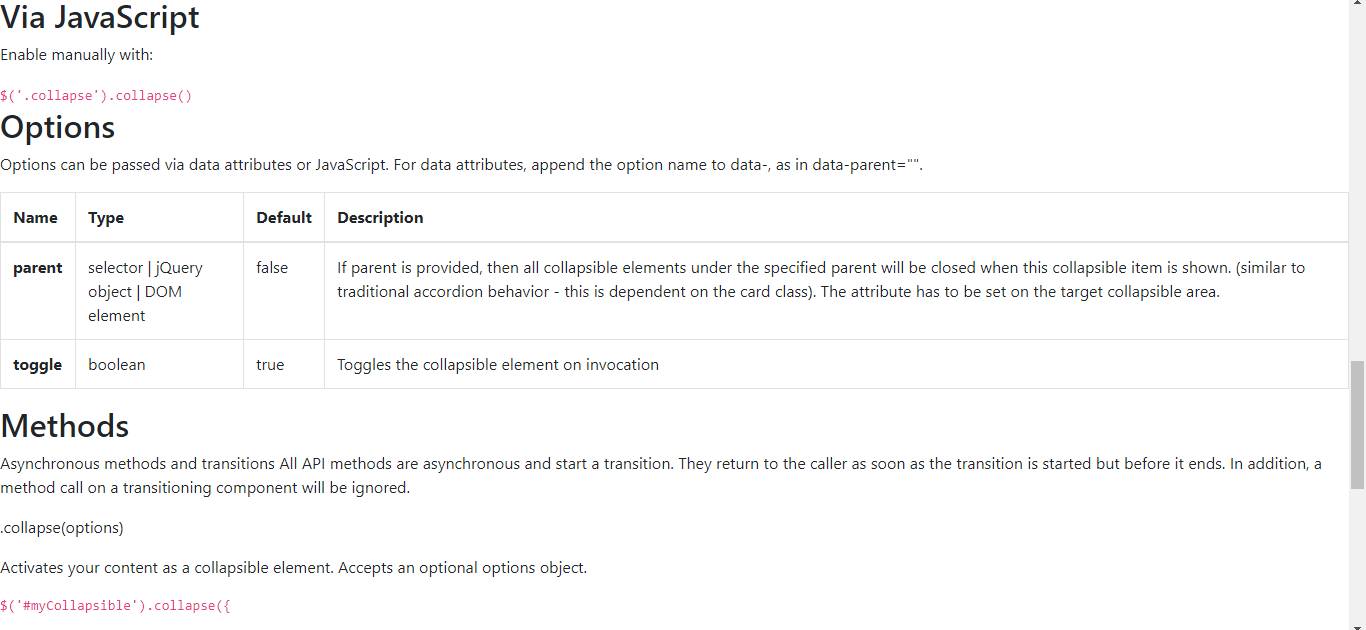 Via JavaScript
Enable manually with:
$('.collapse').collapse()
Options
Options can be passed via data attributes or JavaScript. For data attributes, append the option name to data-, as in data-parent="".
Name Type Default Description
parent selector | jQuery object | DOM element false If parent is provided, then all collapsible elements under the specified parent will be closed when this collapsible item is shown. (similar to traditional accordion behavior - this is dependent on the card class). The attribute has to be set on the target collapsible area.
toggle boolean true Toggles the collapsible element on invocation
Methods
Asynchronous methods and transitions All API methods are asynchronous and start a transition. They return to the caller as soon as the transition is started but before it ends. In addition, a
method call on a transitioning component will be ignored.
.collapse(options)
Activates your content as a collapsible element. Accepts an optional options object.
$('#myCollapsible').collapse({